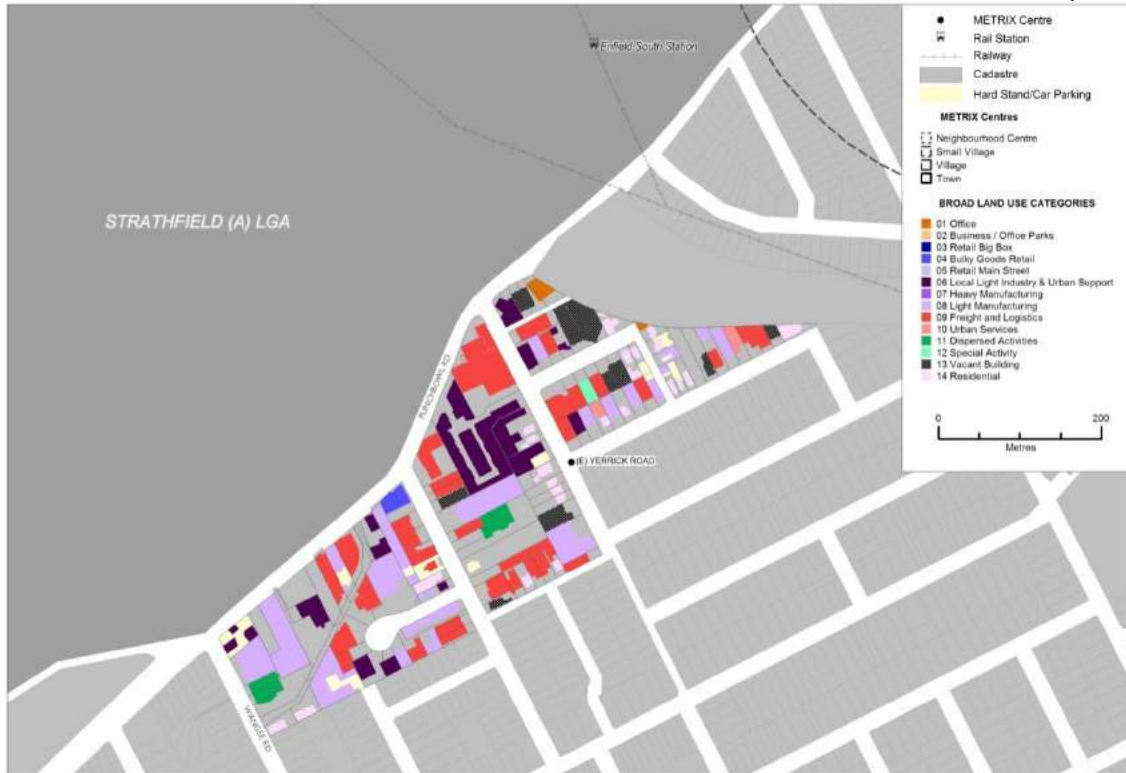 METRIX Centre
Rail Station
Railway
Cadastre
Hard Stand/Car Parking
METRIX Centres
Neighbourhood Centre
Small Village
Village
Town
BROAD LAND USE CATEGORIES
01 Office
02 Business / Office Parks
03 Retail Big Box
04 Bulky Goods Retail
05 Retail Main Street
06 Local Light Industry & Urban Support
07 Heavy Manufacturing
08 Light Manufacturing
09 Freight and Logistics
10 Urban Services
11 Dispersed Activities
12 Special Activity
13 Vacant Building
14 Residential
0 200
Metres
Enfield South Station
STRATHFIELD (A) LGA
PUNCHBOWL RD
(E) YERRICK ROAD
WANGEE RD